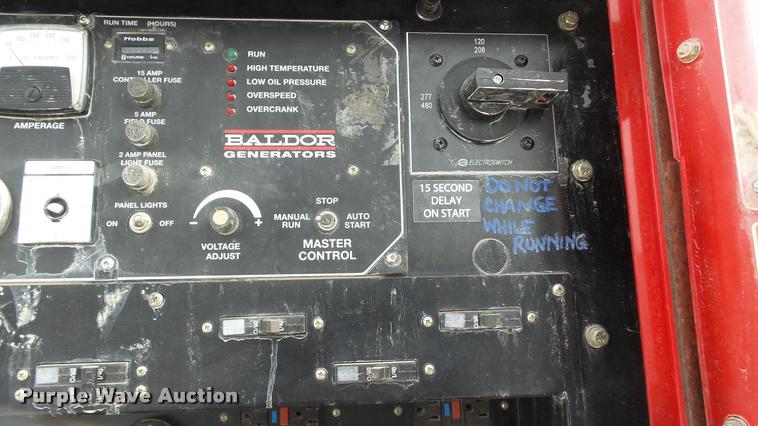 RUN TIME (HOURS)
Hobbs
15 AMP
CONTROLLER FUSE
5 AMP
FIELD FUSE
2 AMP PANEL
LIGHT FUSE
PANEL LIGHTS
ON OFF
AMPERAGE
RUN
HIGH TEMPERATURE
LOW OIL PRESSURE
OVERSPEED
OVERCRANK
BALDOR
GENERATORS
- +
VOLTAGE
ADJUST
STOP
MANUAL
RUN
AUTO
START
MASTER
CONTROL
120
208
277
480
ELECTROSWITCH
15 SECOND
DELAY
ON START
DO NOT
CHANGE
WHILE
RUNNING
Purple Wave Auction